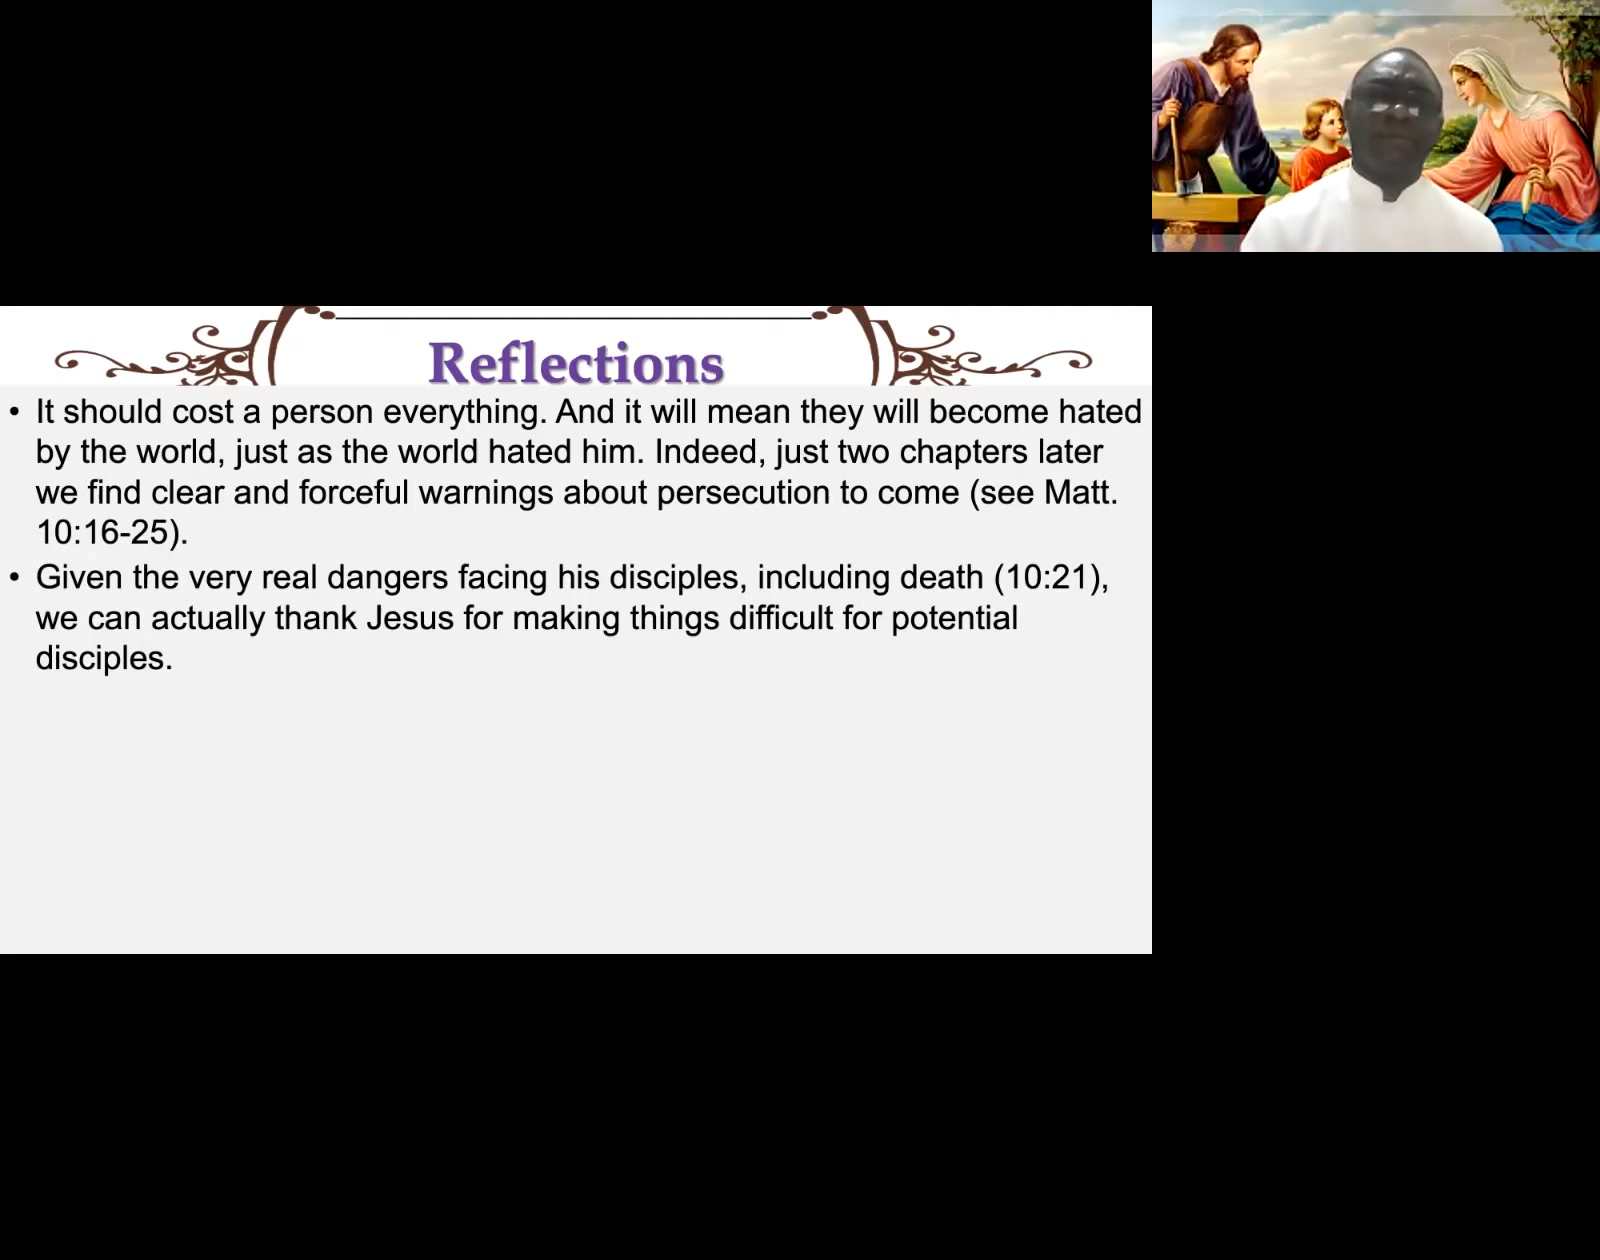 Reflections
• It should cost a person everything. And it will mean they will become hated
by the world, just as the world hated him. Indeed, just two chapters later
we find clear and forceful warnings about persecution to come (see Matt.
10:16-25).
• Given the very real dangers facing his disciples, including death (10:21),
we can actually thank Jesus for making things difficult for potential
disciples.